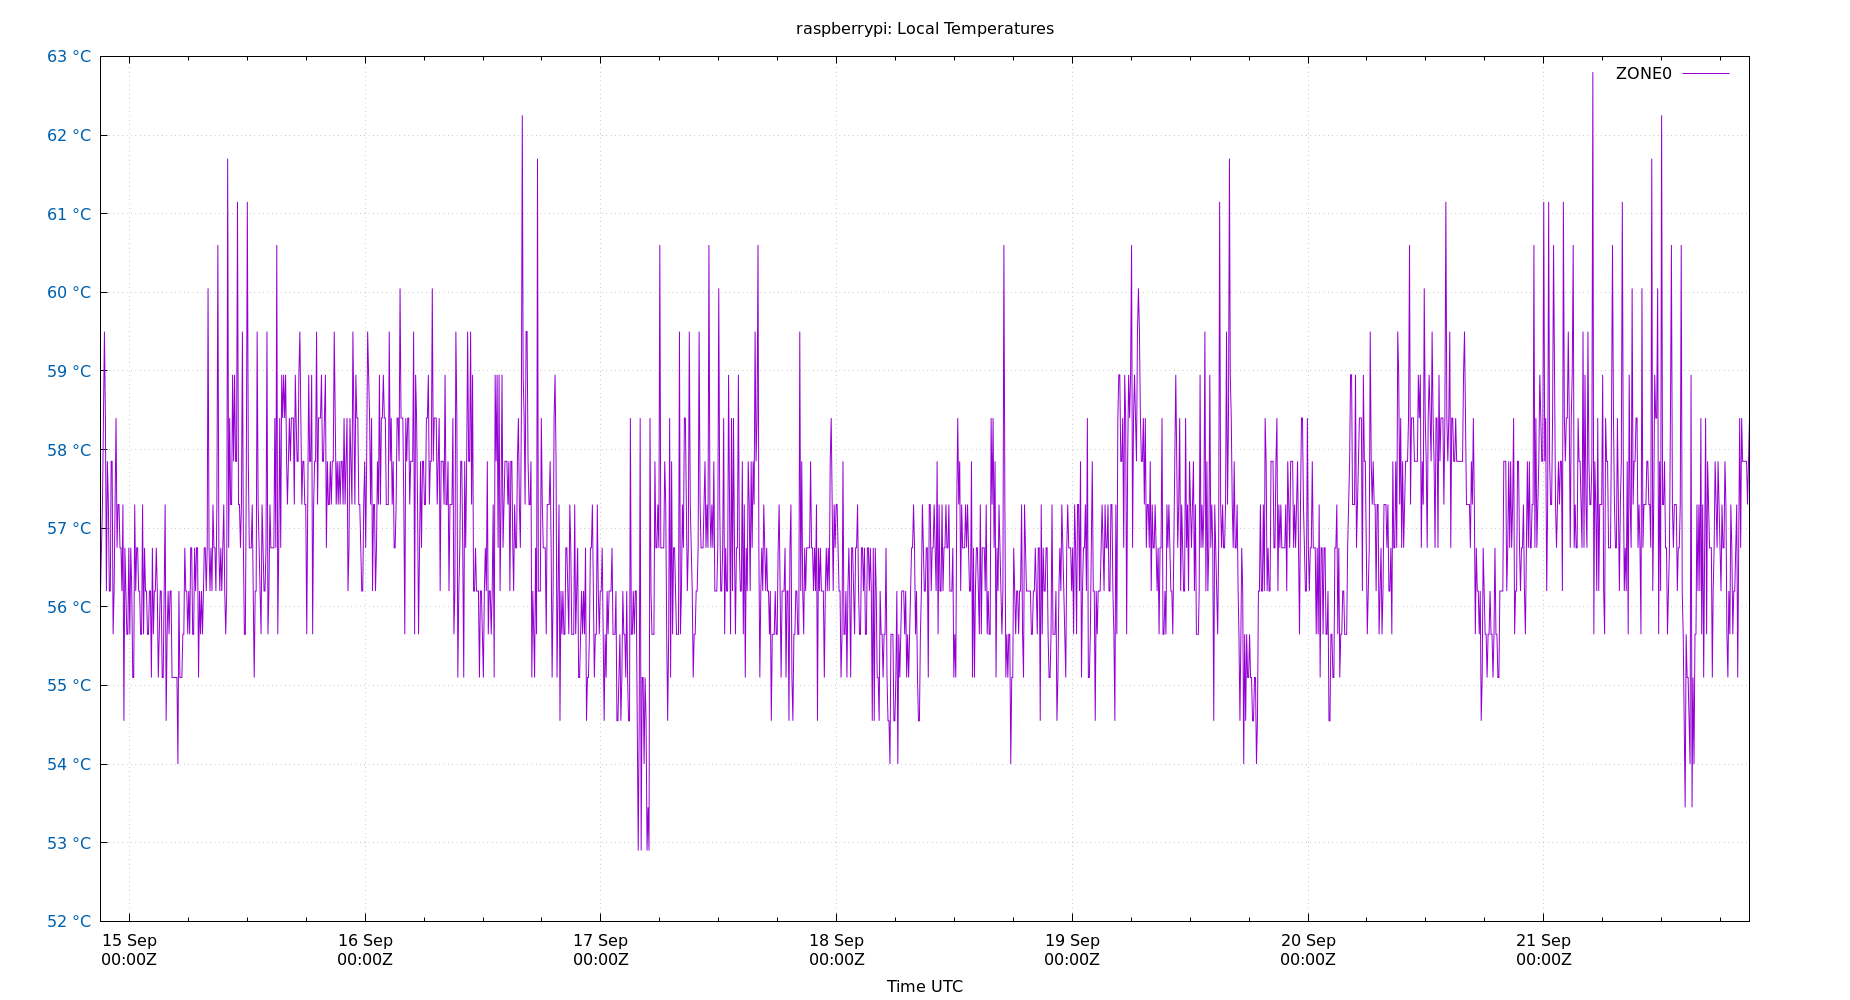 raspberrypi: Local Temperatures
63 °C
ZONE0
62 °C
61 °C
60 °C
59 °C
58 °C
57 °C
56 °C
55 °C
54 °C
53 °C
52 °C
15 Sep 16 Sep 17 Sep 18 Sep 19 Sep 20 Sep 21 Sep
00:00Z 00:00Z 00:00Z 00:00Z 00:00Z 00:00Z 00:00Z
Time UTC